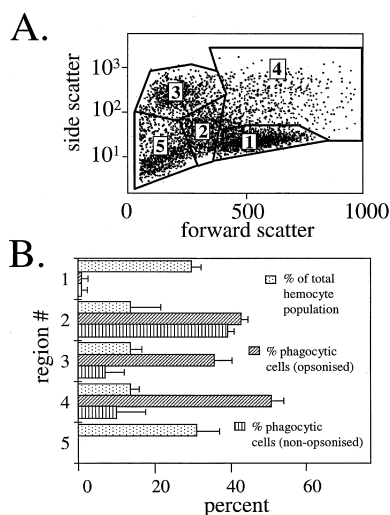 A.
side scatter
10³
10²
10¹
3
4
2
1
5
0
500
1000
forward scatter
B.
region #
1
2
3
4
5
% of total
hemocyte
population
% phagocytic
cells (opsonised)
% phagocytic
cells (non-opsonised)
0
20
40
60
percent